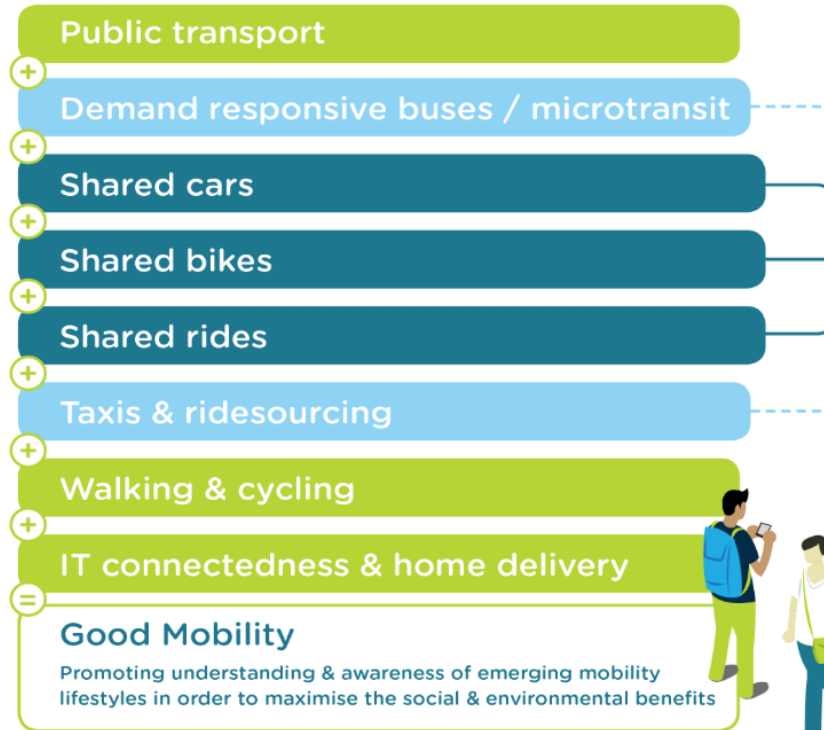 Public transport
+
Demand responsive buses / microtransit
+
Shared cars
+
Shared bikes
+
Shared rides
+
Taxis & ridesourcing
+
Walking & cycling
+
IT connectedness & home delivery
=
Good Mobility
Promoting understanding & awareness of emerging mobility
lifestyles in order to maximise the social & environmental benefits